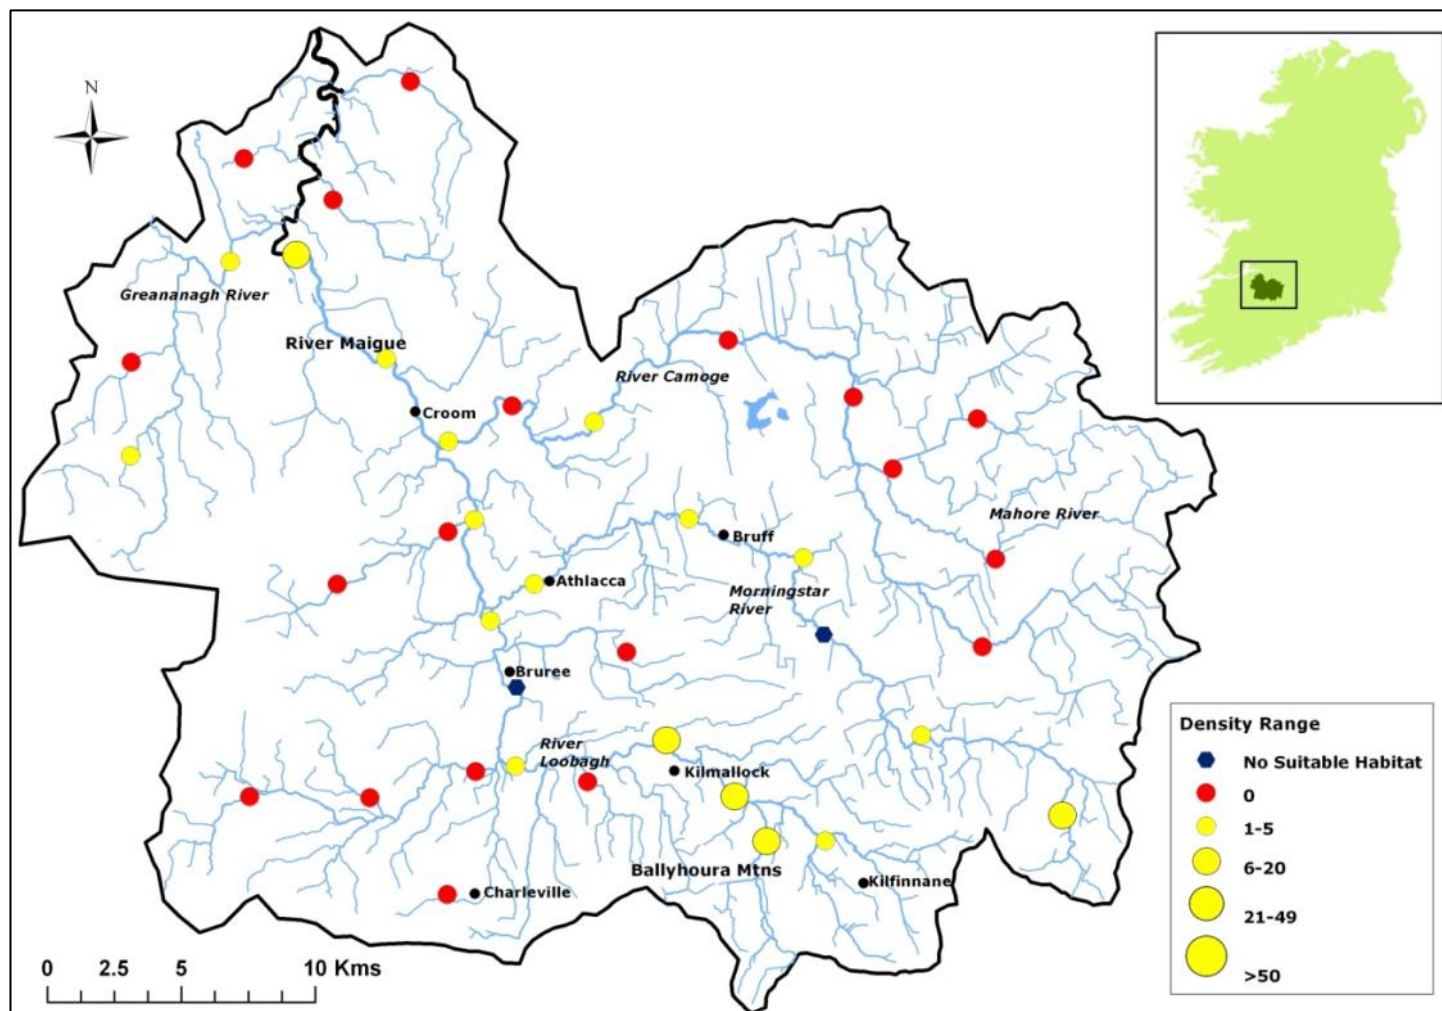 N
Greananagh River
River Maigue
River Camoge
Croom
Mahore River
Bruff
Athlacca
Morningstar
River
Bruree
River
Loobagh
Kilmallock
Ballyhoura Mtns
Kilfinnane
Charleville
0 2.5 5 10 Kms
Density Range
No Suitable Habitat
0
1-5
6-20
21-49
>50